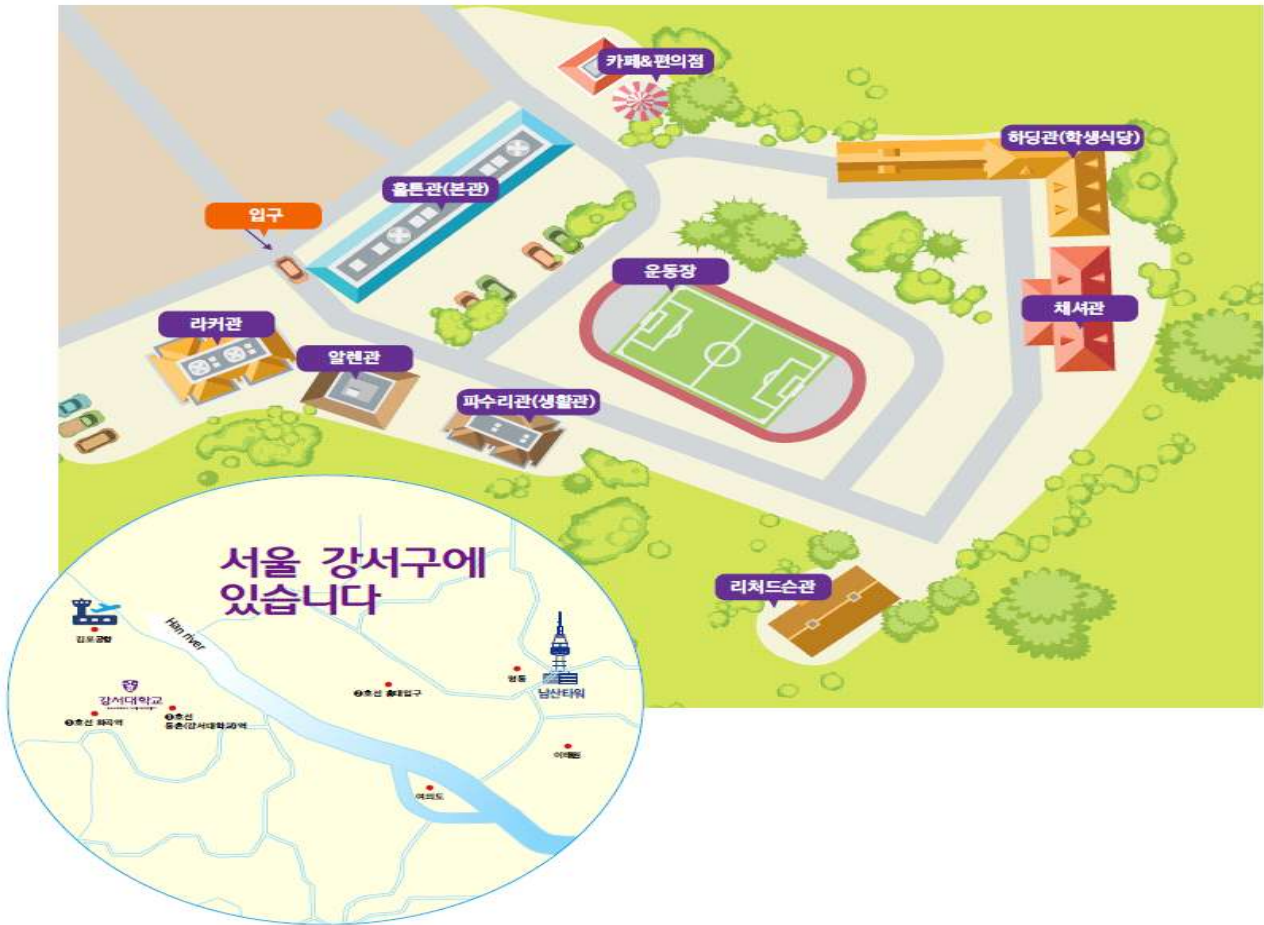 카페&편의점
하딩관(학생식당)
홀튼관(본관)
입구
운동장
채셔관
라커관
알렌관
파수리관(생활관)
리처드슨관
서울 강서구에
있습니다
Han river
김포공항
강서대학교
❺호선 화곡역
❾호선
등촌(강서대학교)역
❷호선 홍대입구
명동
남산타워
이태원
여의도